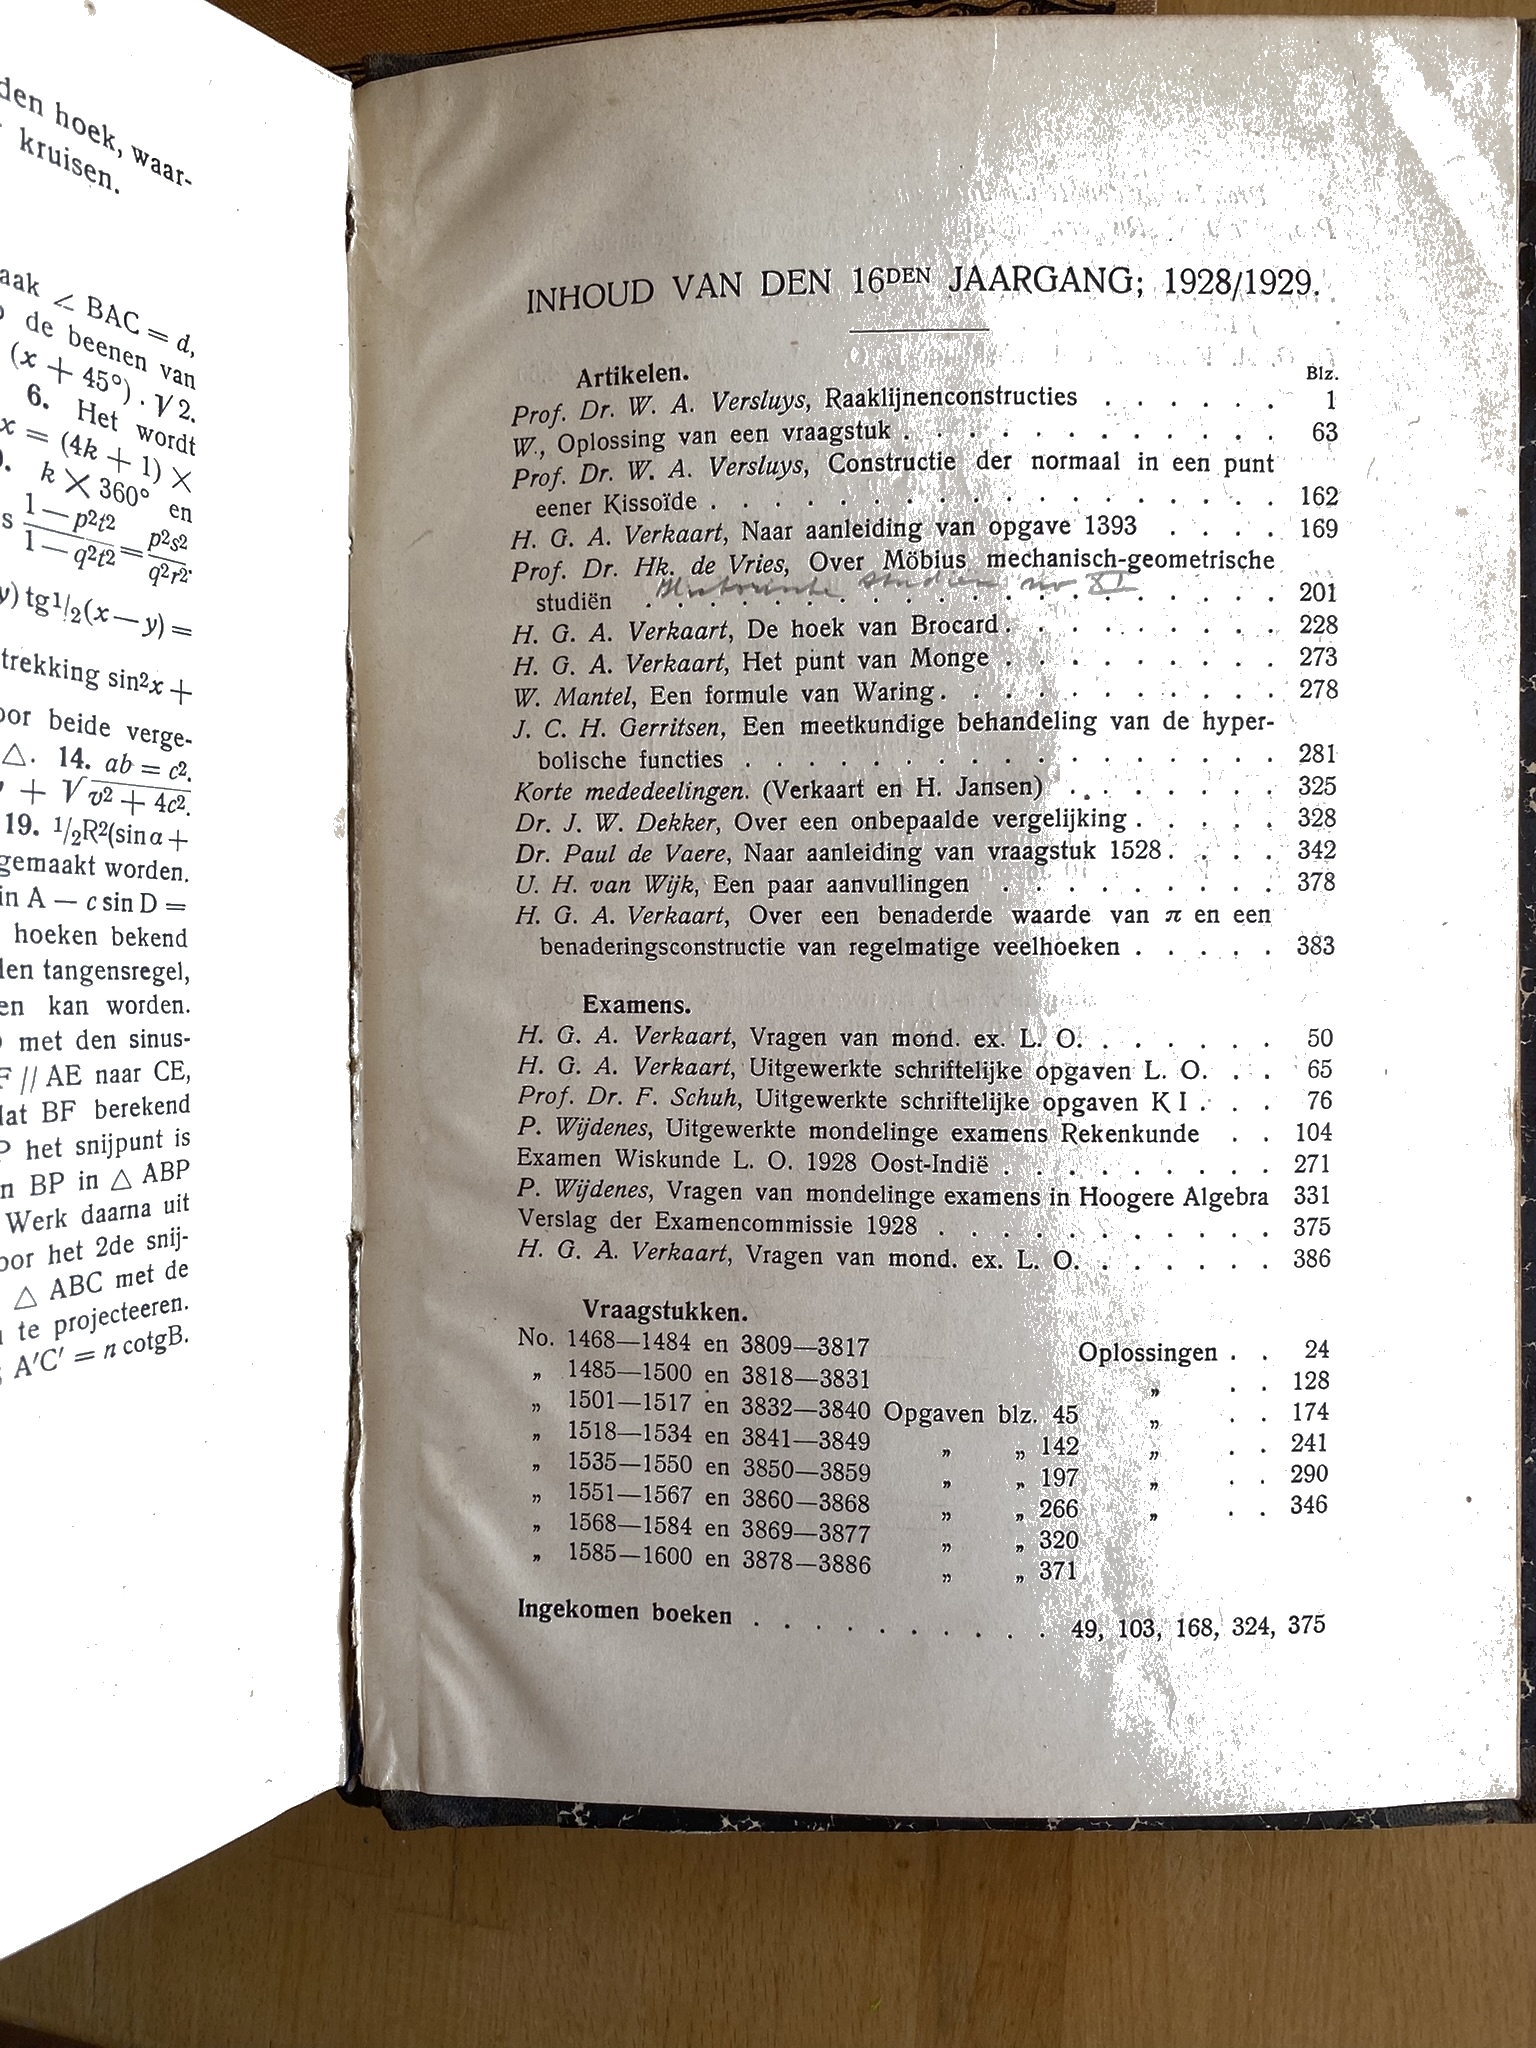 den hoek, waar-
kruisen.
aak ∠ BAC = d,
de beenen van
(x + 45°) . √2.
6. Het wordt
x = (4k + 1) ×
k × 360° en
1 — p²t² / 1 — q²t² = p²s² / q²r².
y) tg ½ (x — y) =
trekking sin²x +
oor beide verge-
△. 14. ab = c².
+ √v² + 4c².
19. ½R²(sin α +
gemaakt worden.
in A — c sin D =
hoeken bekend
den tangensregel,
en kan worden.
met den sinus-
F // AE naar CE,
dat BF berekend
P het snijpunt is
n BP in △ ABP
Werk daarna uit
oor het 2de snij-
△ ABC met de
te projecteeren.
A′C′ = n cotgB.
INHOUD VAN DEN 16DEN JAARGANG; 1928/1929.
Artikelen. Blz.
Prof. Dr. W. A. Versluys, Raaklijnenconstructies . . . . . . 1
W., Oplossing van een vraagstuk . . . . . . . . . . . . 63
Prof. Dr. W. A. Versluys, Constructie der normaal in een punt
eener Kissoïde . . . . . . . . . . . . . . . . . . 162
H. G. A. Verkaart, Naar aanleiding van opgave 1393 . . . . 169
Prof. Dr. Hk. de Vries, Over Möbius mechanisch-geometrische
Historische studien no XI
studiën . . . . . . . . . . . . . . . . . . . . 201
H. G. A. Verkaart, De hoek van Brocard . . . . . . . . . 228
H. G. A. Verkaart, Het punt van Monge . . . . . . . . . 273
W. Mantel, Een formule van Waring . . . . . . . . . . . 278
J. C. H. Gerritsen, Een meetkundige behandeling van de hyper-
bolische functies . . . . . . . . . . . . . . . . . 281
Korte mededeelingen. (Verkaart en H. Jansen) . . . . . . . 325
Dr. J. W. Dekker, Over een onbepaalde vergelijking . . . . . 328
Dr. Paul de Vaere, Naar aanleiding van vraagstuk 1528 . . . . 342
U. H. van Wijk, Een paar aanvullingen . . . . . . . . . 378
H. G. A. Verkaart, Over een benaderde waarde van π en een
benaderingsconstructie van regelmatige veelhoeken . . . . . 383
Examens.
H. G. A. Verkaart, Vragen van mond. ex. L. O. . . . . . . 50
H. G. A. Verkaart, Uitgewerkte schriftelijke opgaven L. O. . . 65
Prof. Dr. F. Schuh, Uitgewerkte schriftelijke opgaven K I . . . 76
P. Wijdenes, Uitgewerkte mondelinge examens Rekenkunde . . 104
Examen Wiskunde L. O. 1928 Oost-Indië . . . . . . . . . 271
P. Wijdenes, Vragen van mondelinge examens in Hoogere Algebra 331
Verslag der Examencommissie 1928 . . . . . . . . . . . 375
H. G. A. Verkaart, Vragen van mond. ex. L. O. . . . . . . 386
Vraagstukken.
No. 1468—1484 en 3809—3817 Oplossingen . . 24
„ 1485—1500 en 3818—3831 „ . . 128
„ 1501—1517 en 3832—3840 Opgaven blz. 45 „ . . 174
„ 1518—1534 en 3841—3849 „ „ 142 „ . . 241
„ 1535—1550 en 3850—3859 „ „ 197 „ . . 290
„ 1551—1567 en 3860—3868 „ „ 266 „ . . 346
„ 1568—1584 en 3869—3877 „ „ 320
„ 1585—1600 en 3878—3886 „ „ 371
Ingekomen boeken . . . . . . . . . . 49, 103, 168, 324, 375